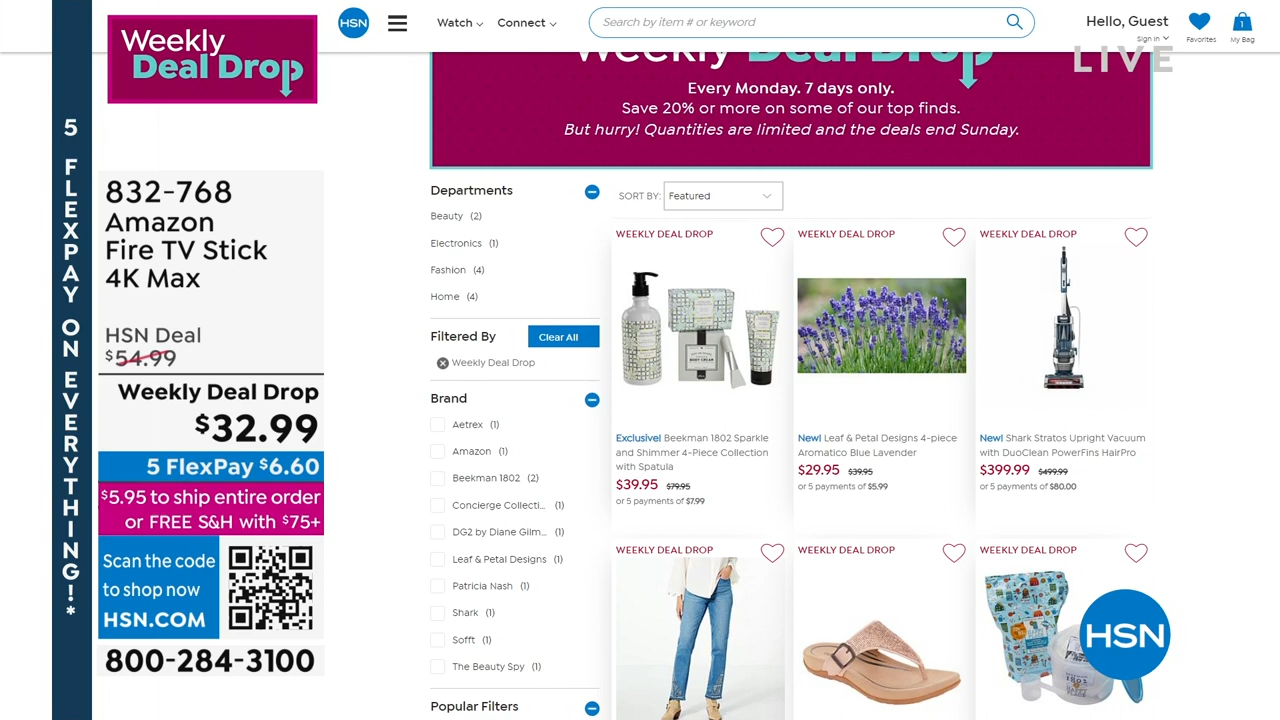 Weekly
Deal Drop
5 FLEXPAY ON EVERYTHING!*
832-768
Amazon
Fire TV Stick
4K Max
HSN Deal
$54.99
Weekly Deal Drop
$32.99
5 FlexPay $6.60
$5.95 to ship entire order
or FREE S&H with $75+
Scan the code
to shop now
HSN.COM
800-284-3100
HSN
Watch
Connect
Search by item # or keyword
Hello, Guest
Sign In
Favorites
1
My Bag
LIVE
Weekly Deal Drop
Every Monday. 7 days only.
Save 20% or more on some of our top finds.
But hurry! Quantities are limited and the deals end Sunday.
Departments
Beauty (2)
Electronics (1)
Fashion (4)
Home (4)
Filtered By
Clear All
Weekly Deal Drop
Brand
Aetrex (1)
Amazon (1)
Beekman 1802 (2)
Concierge Collecti... (1)
DG2 by Diane Gilm... (1)
Leaf & Petal Designs (1)
Patricia Nash (1)
Shark (1)
Sofft (1)
The Beauty Spy (1)
Popular Filters
SORT BY: Featured
WEEKLY DEAL DROP
Exclusive! Beekman 1802 Sparkle
and Shimmer 4-Piece Collection
with Spatula
$39.95 $79.95
or 5 payments of $7.99
WEEKLY DEAL DROP
New! Leaf & Petal Designs 4-piece
Aromatico Blue Lavender
$29.95 $39.95
or 5 payments of $5.99
WEEKLY DEAL DROP
New! Shark Stratos Upright Vacuum
with DuoClean PowerFins HairPro
$399.99 $499.99
or 5 payments of $80.00
WEEKLY DEAL DROP
WEEKLY DEAL DROP
WEEKLY DEAL DROP
HSN